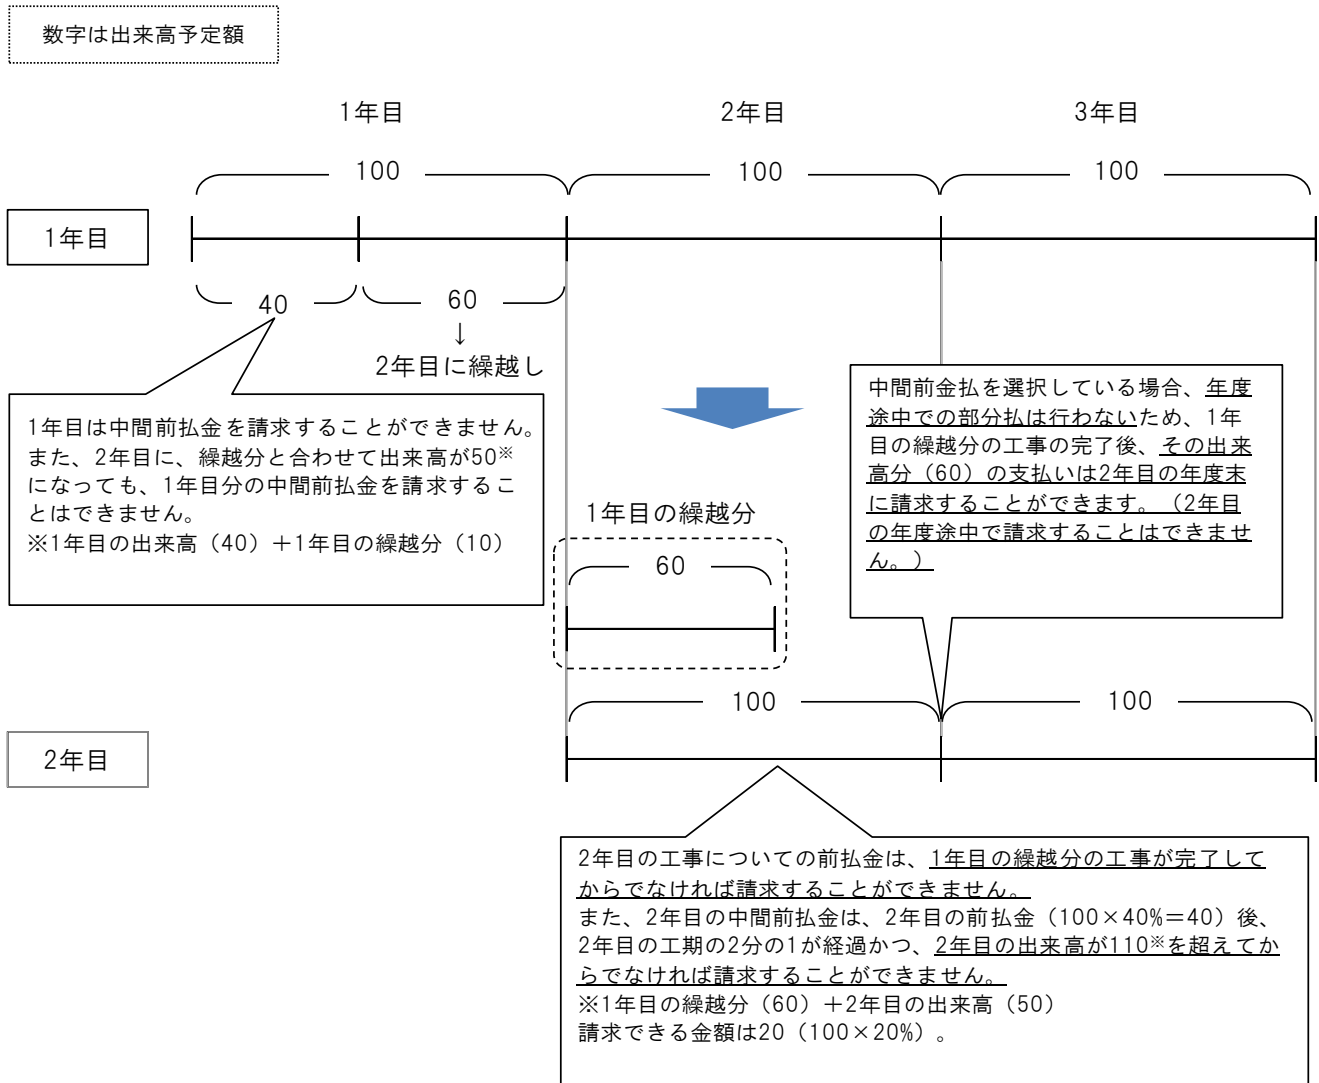 数字は出来高予定額
1年目
2年目
3年目
100
100
100
1年目
40
60
↓
2年目に繰越し
1年目は中間前払金を請求することができません。
また、2年目に、繰越分と合わせて出来高が50※
になっても、1年目分の中間前払金を請求するこ
とはできません。
※1年目の出来高（40）＋1年目の繰越分（10）
中間前金払を選択している場合、年度
途中での部分払は行わないため、1年
目の繰越分の工事の完了後、その出来
高分（60）の支払いは2年目の年度末
に請求することができます。（2年目
の年度途中で請求することはできませ
ん。）
1年目の繰越分
60
100
100
2年目
2年目の工事についての前払金は、1年目の繰越分の工事が完了して
からでなければ請求することができません。
また、2年目の中間前払金は、2年目の前払金（100×40%＝40）後、
2年目の工期の2分の1が経過かつ、2年目の出来高が110※を超えてか
らでなければ請求することができません。
※1年目の繰越分（60）＋2年目の出来高（50）
請求できる金額は20（100×20%）。